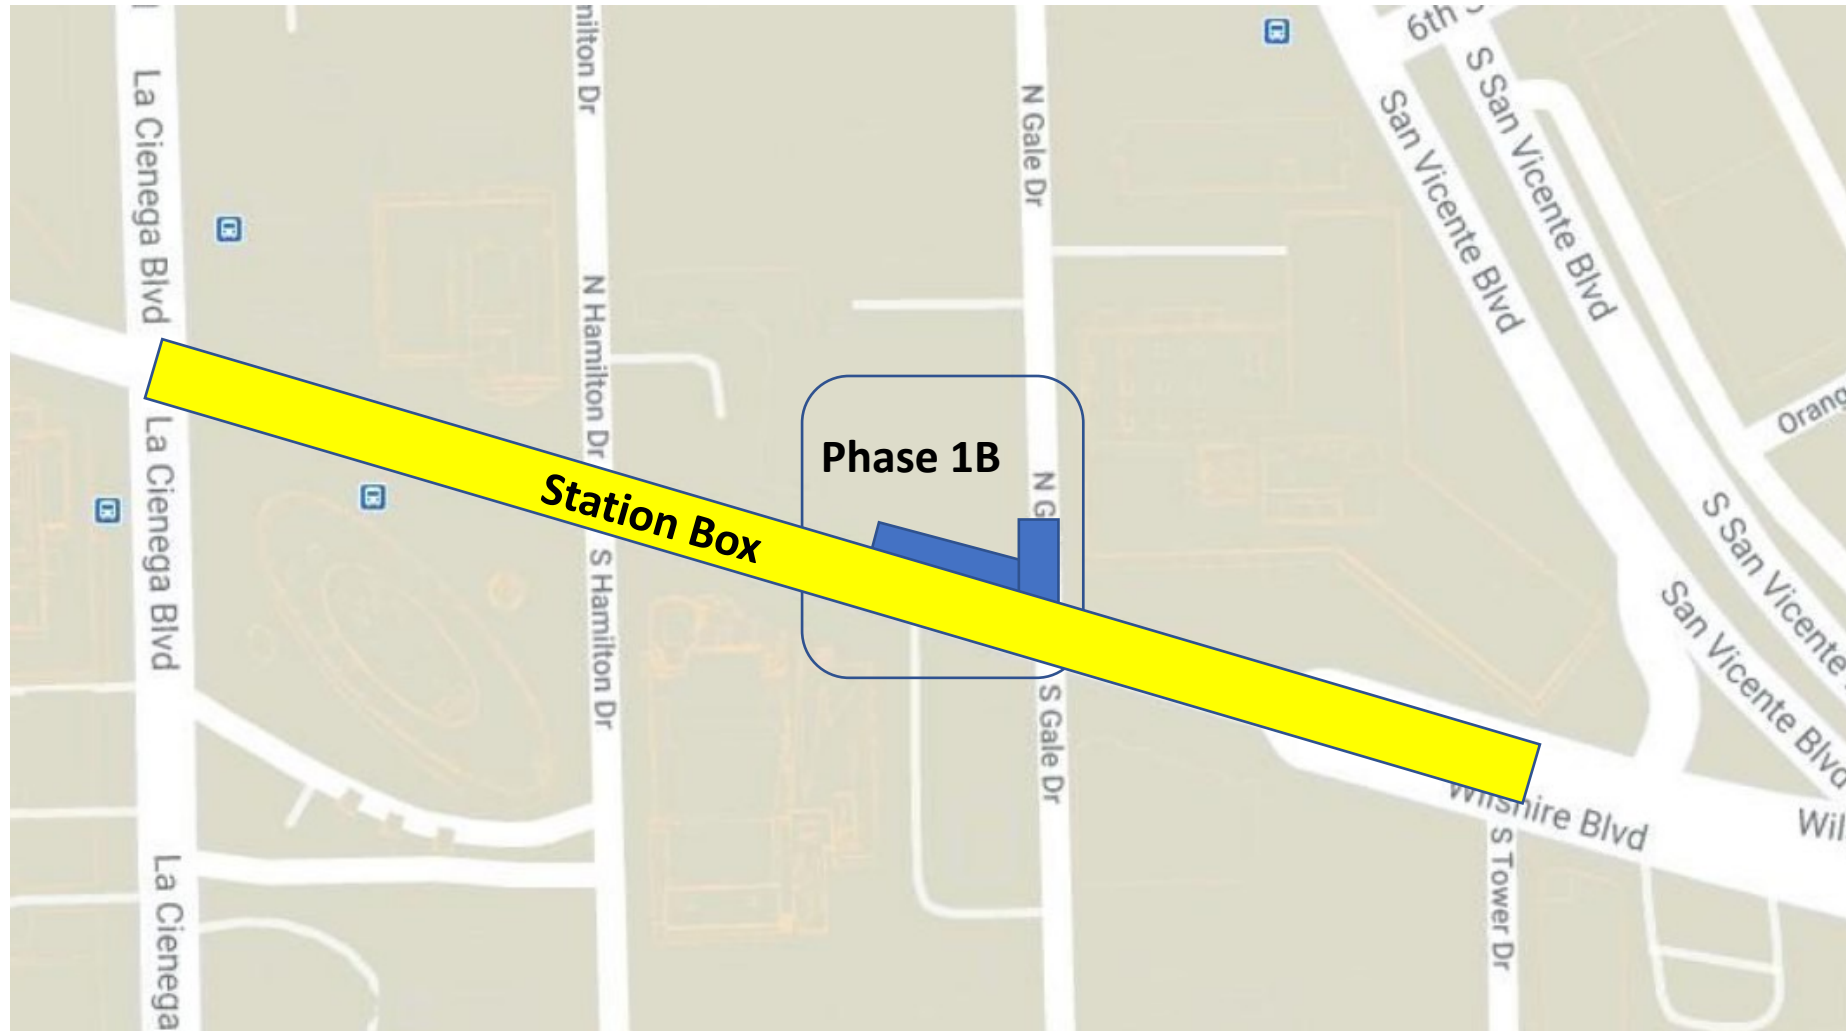 La Cienega Blvd
milton Dr
N Gale Dr
6th S
S San Vicente Blvd
San Vicente Blvd
N Hamilton Dr
Orang
La Cienega Blvd
Phase 1B
N G
Station Box
S Hamilton Dr
S San Vicente
San Vicente Blvd
S Gale Dr
Wilshire Blvd
Wil
S Tower Dr
La Cienega